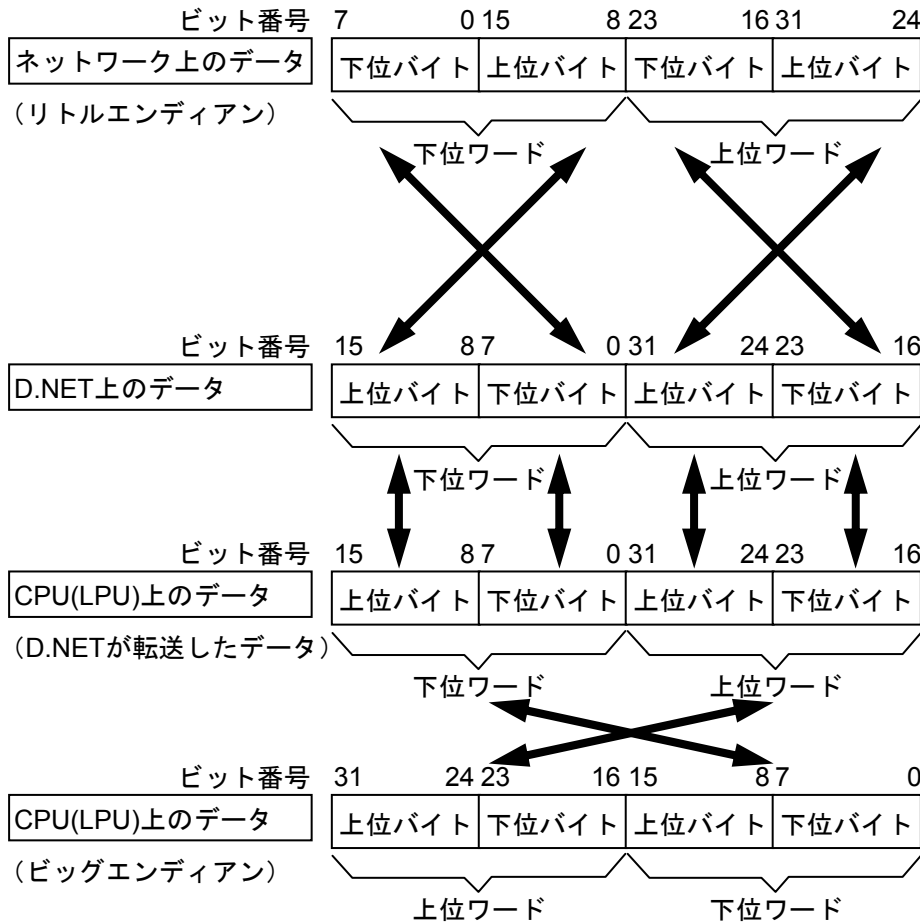 ビット番号 7 0 15 8 23 16 31 24
ネットワーク上のデータ 下位バイト 上位バイト 下位バイト 上位バイト
（リトルエンディアン）
下位ワード 上位ワード
ビット番号 15 8 7 0 31 24 23 16
D.NET上のデータ 上位バイト 下位バイト 上位バイト 下位バイト
下位ワード 上位ワード
ビット番号 15 8 7 0 31 24 23 16
CPU(LPU)上のデータ 上位バイト 下位バイト 上位バイト 下位バイト
（D.NETが転送したデータ）
下位ワード 上位ワード
ビット番号 31 24 23 16 15 8 7 0
CPU(LPU)上のデータ 上位バイト 下位バイト 上位バイト 下位バイト
（ビッグエンディアン）
上位ワード 下位ワード